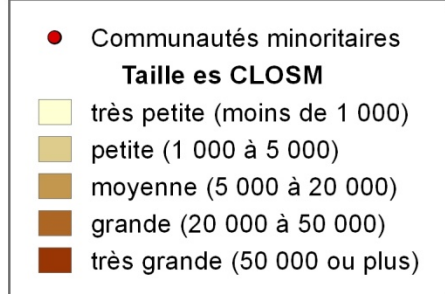 Communautés minoritaires
Taille es CLOSM
très petite (moins de 1 000)
petite (1 000 à 5 000)
moyenne (5 000 à 20 000)
grande (20 000 à 50 000)
très grande (50 000 ou plus)